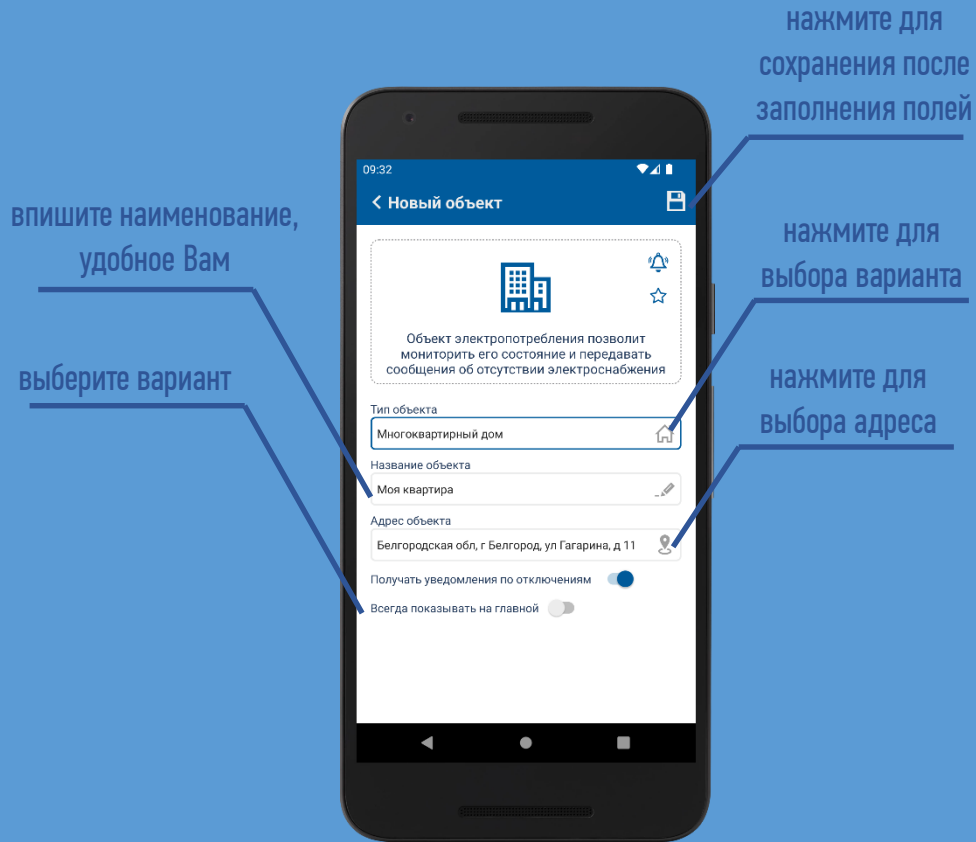 нажмите для
сохранения после
заполнения полей
09:32
Новый объект
впишите наименование,
удобное Вам
нажмите для
выбора варианта
Объект электропотребления позволит
мониторить его состояние и передавать
сообщения об отсутствии электроснабжения
выберите вариант
нажмите для
выбора адреса
Тип объекта
Многоквартирный дом
Название объекта
Моя квартира
Адрес объекта
Белгородская обл, г Белгород, ул Гагарина, д 11
Получать уведомления по отключениям
Всегда показывать на главной